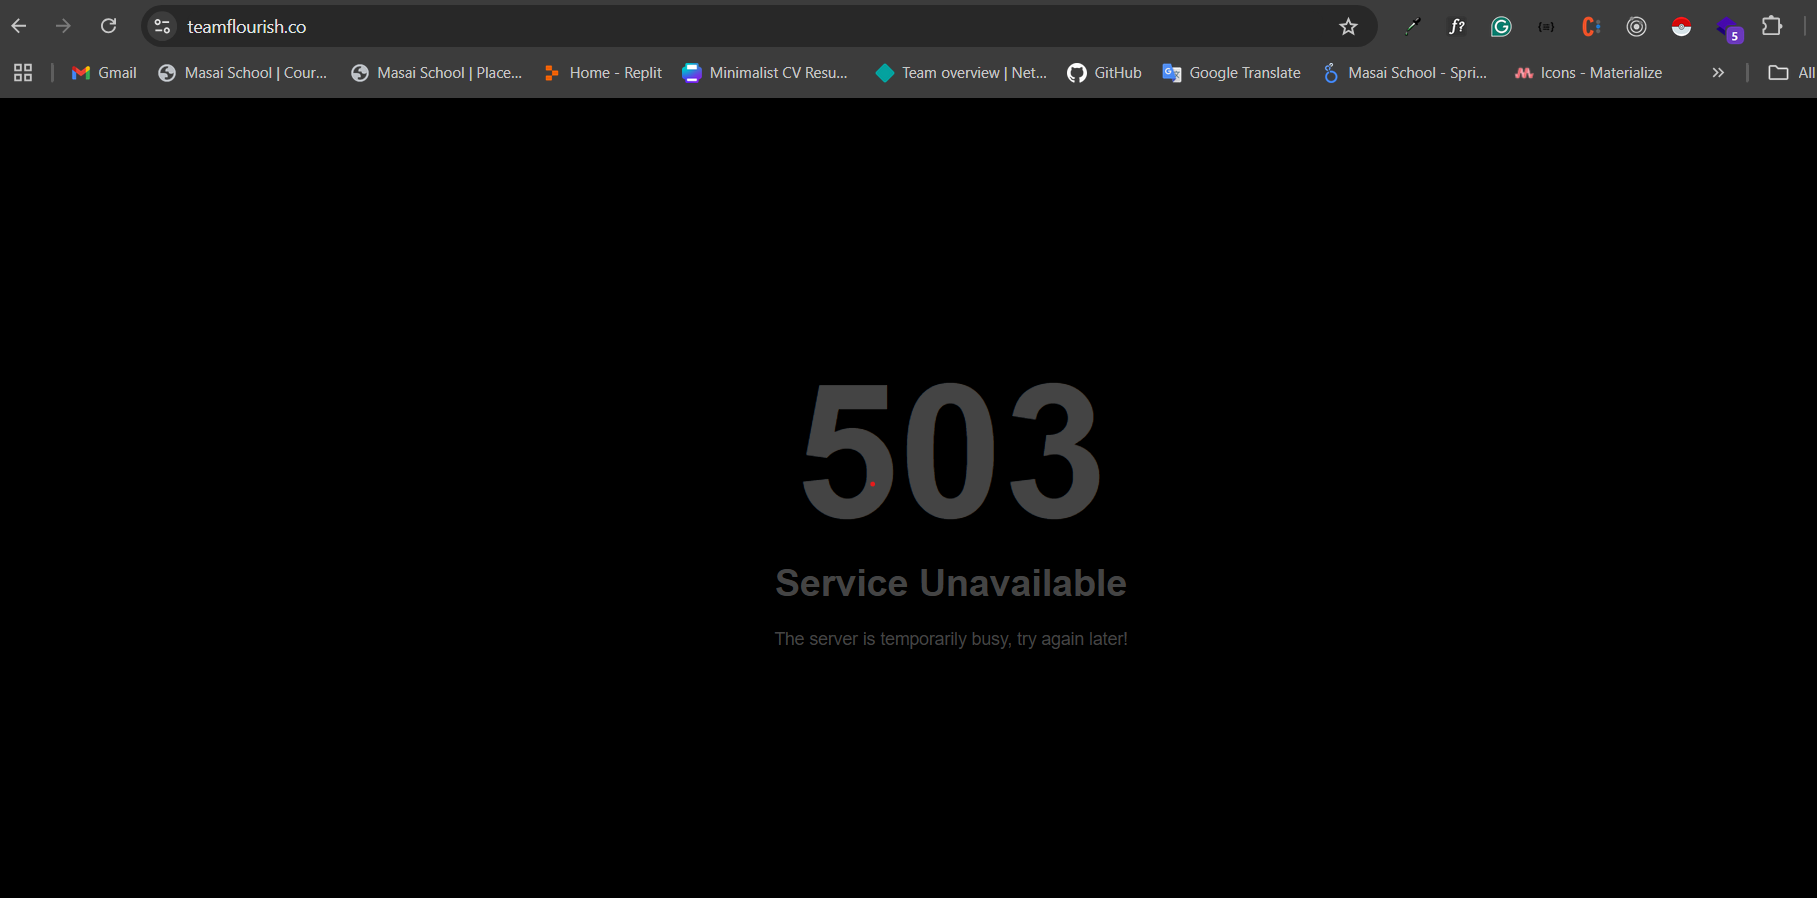 teamflourish.co
f?
G
{≡}
C
5
Gmail
Masai School | Cour...
Masai School | Place...
Home - Replit
Minimalist CV Resu...
Team overview | Net...
GitHub
Google Translate
Masai School - Spri...
Icons - Materialize
»
All
503
Service Unavailable
The server is temporarily busy, try again later!